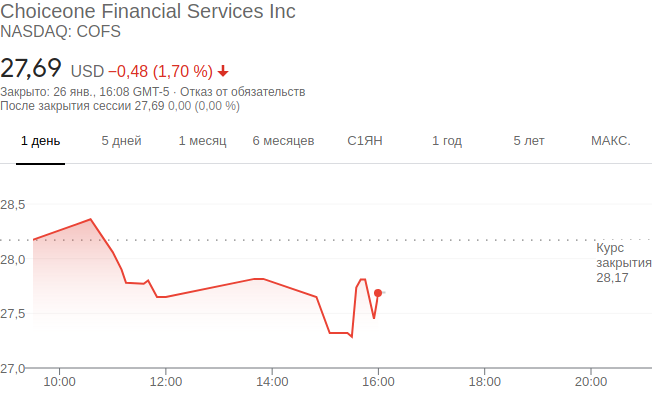 Choiceone Financial Services Inc
NASDAQ: COFS
27,69 USD −0,48 (1,70 %)
Закрыто: 26 янв., 16:08 GMT-5 · Отказ от обязательств
После закрытия сессии 27,69 0,00 (0,00 %)
1 день 5 дней 1 месяц 6 месяцев С1ЯН 1 год 5 лет МАКС.
28,5
Курс
закрытия
28,17
28,0
27,5
27,0
10:00 12:00 14:00 16:00 18:00 20:00